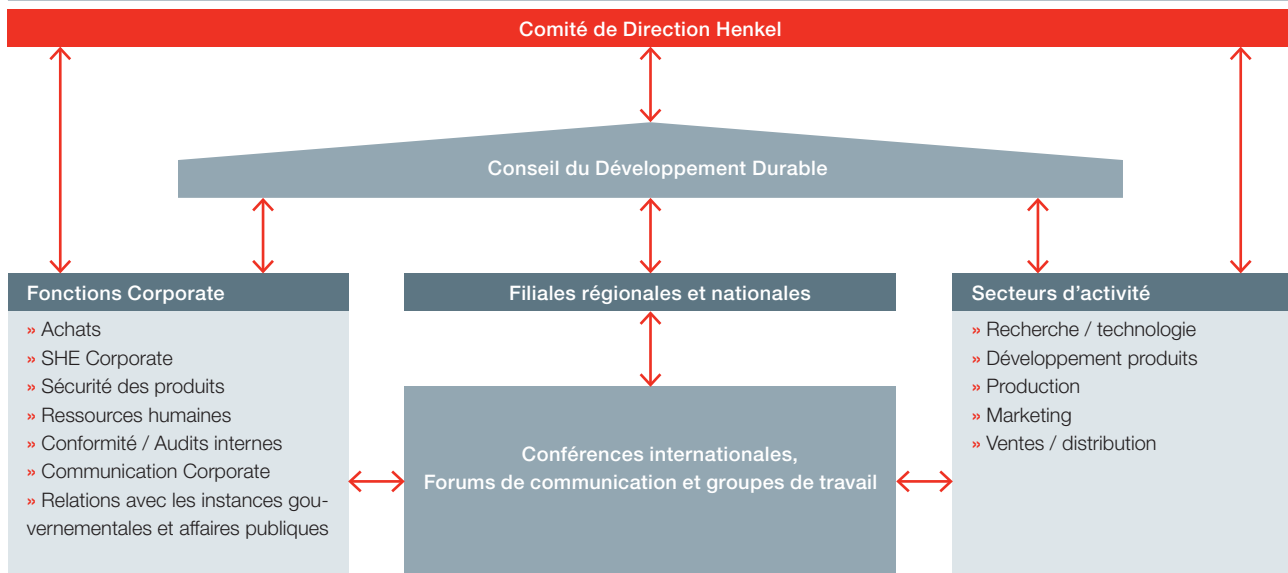 Comité de Direction Henkel
Conseil du Développement Durable
Fonctions Corporate
» Achats
» SHE Corporate
» Sécurité des produits
» Ressources humaines
» Conformité / Audits internes
» Communication Corporate
» Relations avec les instances gou-
vernementales et affaires publiques
Filiales régionales et nationales
Conférences internationales,
Forums de communication et groupes de travail
Secteurs d’activité
» Recherche / technologie
» Développement produits
» Production
» Marketing
» Ventes / distribution